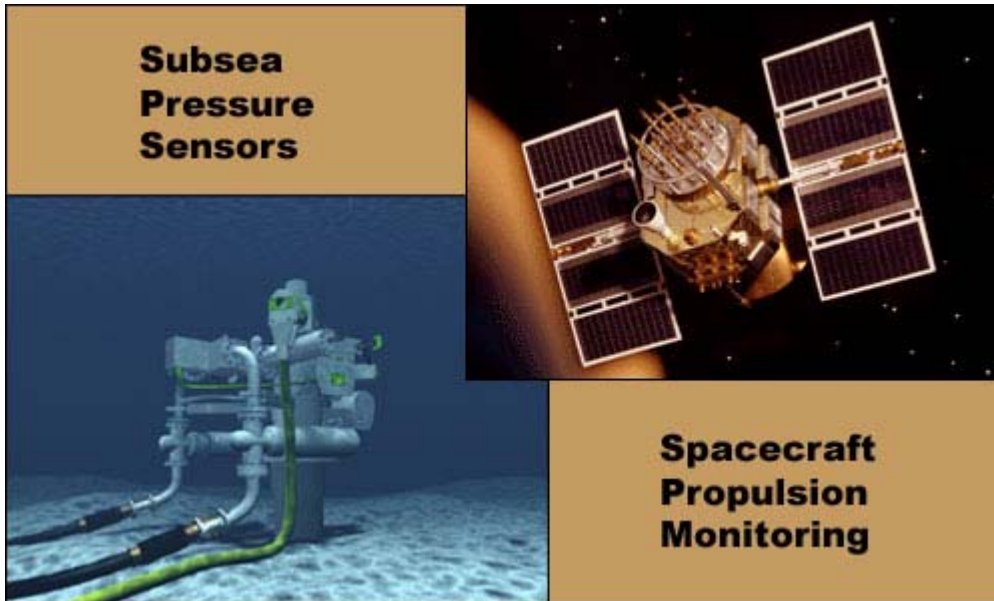 Subsea
Pressure
Sensors
Spacecraft
Propulsion
Monitoring